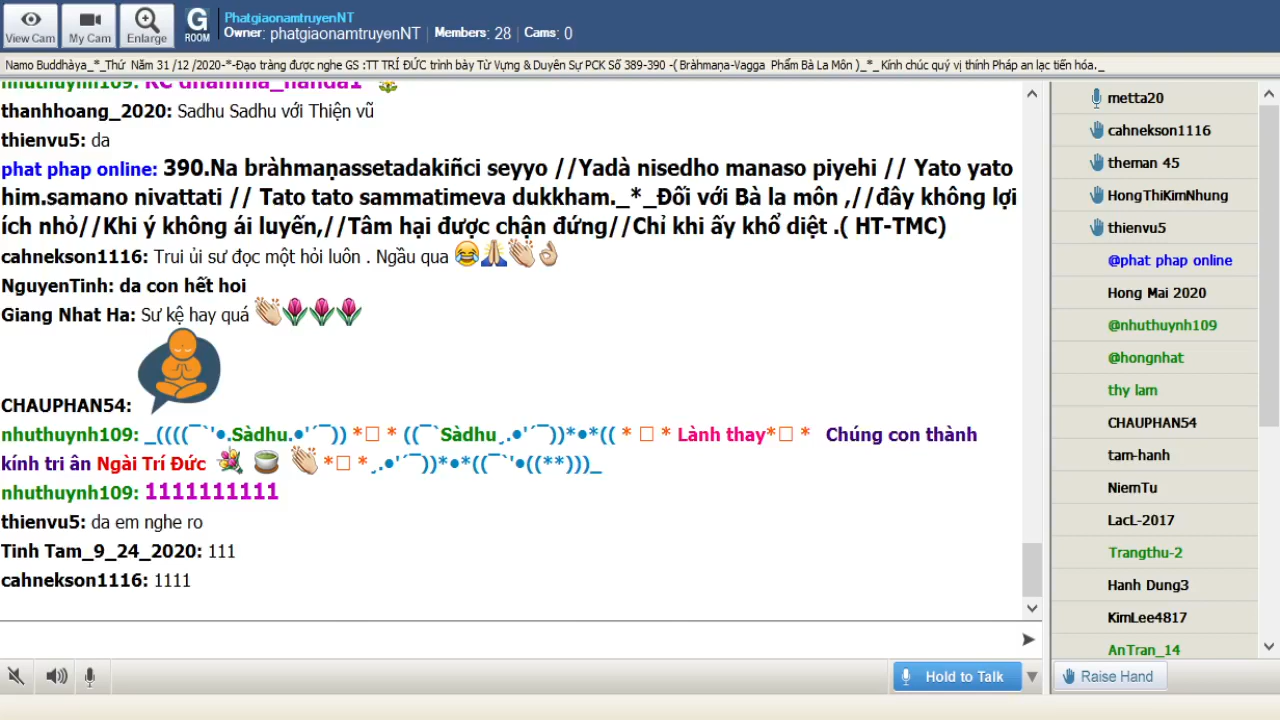 View Cam
My Cam
Enlarge
G
ROOM
PhatgiaonamtruyenNT
Owner: phatgiaonamtruyenNT | Members: 28 | Cams: 0
Namo Buddhàya_*_Thứ Năm 31 /12 /2020-*-Đạo tràng được nghe GS :TT TRÍ ĐỨC trình bày Từ Vựng & Duyên Sự PCK Số 389-390 -( Bràhmaṇa-Vagga Phẩm Bà La Môn )_*_ Kính chúc quý vị thính Pháp an lạc tiến hóa._
nhuthuynh109: KC dhamma_nanda1
thanhhoang_2020: Sadhu Sadhu với Thiện vũ
thienvu5: da
phat phap online: 390.Na bràhmaṇassetadakiñci seyyo //Yadà nisedho manaso piyehi // Yato yato
him.samano nivattati // Tato tato sammatimeva dukkham._*_Đối với Bà la môn ,//đây không lợi
ích nhỏ//Khi ý không ái luyến,//Tâm hại được chận đứng//Chỉ khi ấy khổ diệt .( HT-TMC)
cahnekson1116: Trui ủi sư đọc một hỏi luôn . Ngầu qua 😂🙏🏼👏🏼👌🏼
NguyenTinh: da con hết hoi
Giang Nhat Ha: Sư kệ hay quá 👏🏼🌷🌷🌷
CHAUPHAN54:
nhuthuynh109: _((((¯`'•.Sàdhu.•'´¯)) *□ * ((¯`Sàdhu¸.•'´¯))*•*(( * □ * Lành thay*□ * Chúng con thành
kính tri ân Ngài Trí Đức 💐 🍵 👏🏼 *□ *¸.•'´¯))*•*((¯`'•((**)))_
nhuthuynh109: 1111111111
thienvu5: da em nghe ro
Tinh Tam_9_24_2020: 111
cahnekson1116: 1111
Hold to Talk
metta20
cahnekson1116
theman 45
HongThiKimNhung
thienvu5
@phat phap online
Hong Mai 2020
@nhuthuynh109
@hongnhat
thy lam
CHAUPHAN54
tam-hanh
NiemTu
LacL-2017
Trangthu-2
Hanh Dung3
KimLee4817
AnTran_14
Raise Hand